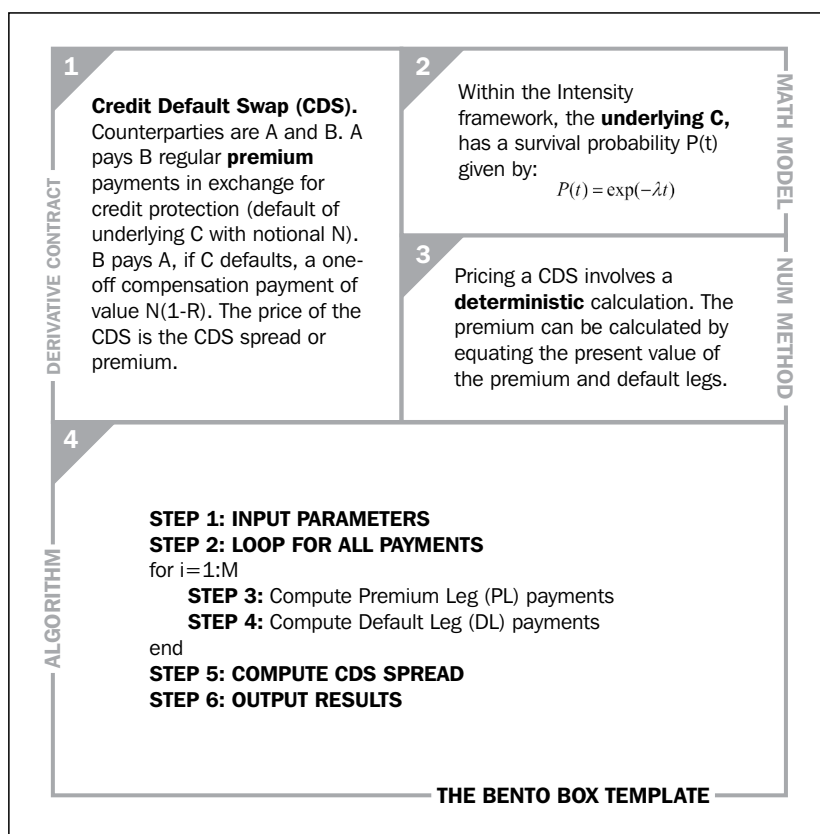 1
DERIVATIVE CONTRACT
Credit Default Swap (CDS).
Counterparties are A and B. A
pays B regular premium
payments in exchange for
credit protection (default of
underlying C with notional N).
B pays A, if C defaults, a one-
off compensation payment of
value N(1-R). The price of the
CDS is the CDS spread or
premium.
2
MATH MODEL
Within the Intensity
framework, the underlying C,
has a survival probability P(t)
given by:
P(t) = exp(−λt)
3
NUM METHOD
Pricing a CDS involves a
deterministic calculation. The
premium can be calculated by
equating the present value of
the premium and default legs.
4
ALGORITHM
STEP 1: INPUT PARAMETERS
STEP 2: LOOP FOR ALL PAYMENTS
for i=1:M
STEP 3: Compute Premium Leg (PL) payments
STEP 4: Compute Default Leg (DL) payments
end
STEP 5: COMPUTE CDS SPREAD
STEP 6: OUTPUT RESULTS
THE BENTO BOX TEMPLATE